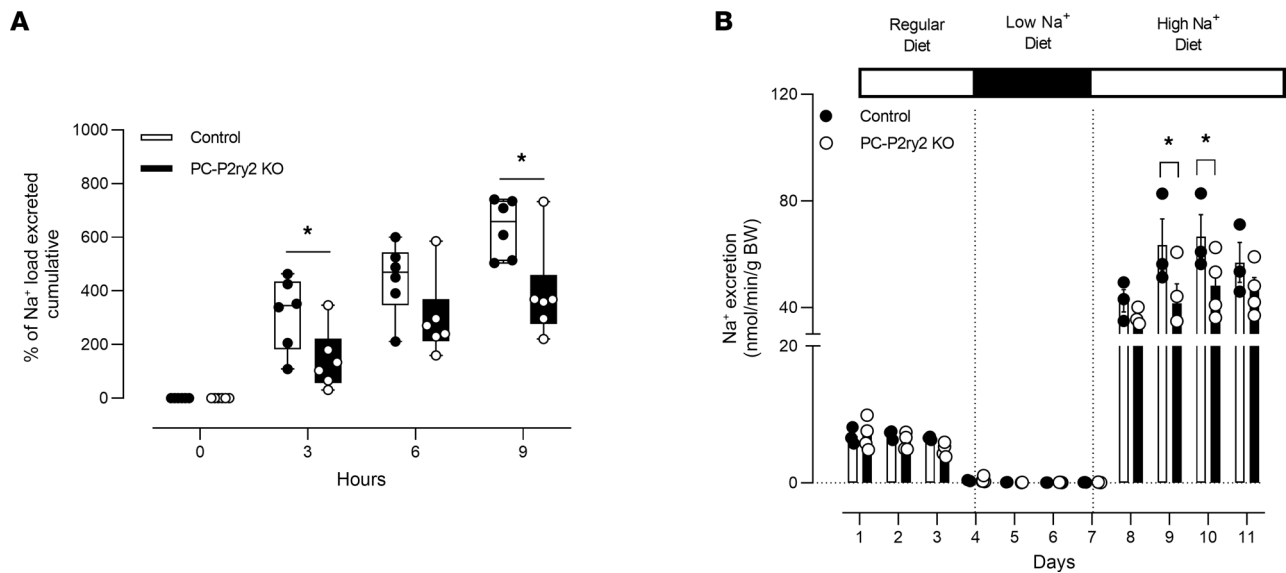 A
% of Na⁺ load excreted
cumulative
1000
800
600
400
200
0
Control
PC-P2ry2 KO
*
*
0
3
6
9
Hours
B
Regular
Diet
Low Na⁺
Diet
High Na⁺
Diet
Na⁺ excretion
(nmol/min/g BW)
120
80
40
20
0
Control
PC-P2ry2 KO
*
*
1
2
3
4
5
6
7
8
9
10
11
Days